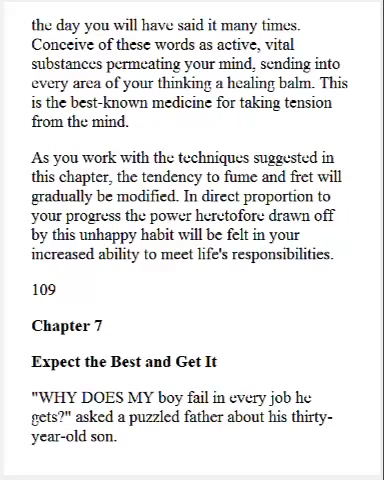 the day you will have said it many times.
Conceive of these words as active, vital
substances permeating your mind, sending into
every area of your thinking a healing balm. This
is the best-known medicine for taking tension
from the mind.
As you work with the techniques suggested in
this chapter, the tendency to fume and fret will
gradually be modified. In direct proportion to
your progress the power heretofore drawn off
by this unhappy habit will be felt in your
increased ability to meet life's responsibilities.
109
Chapter 7
Expect the Best and Get It
"WHY DOES MY boy fail in every job he
gets?" asked a puzzled father about his thirty-
year-old son.